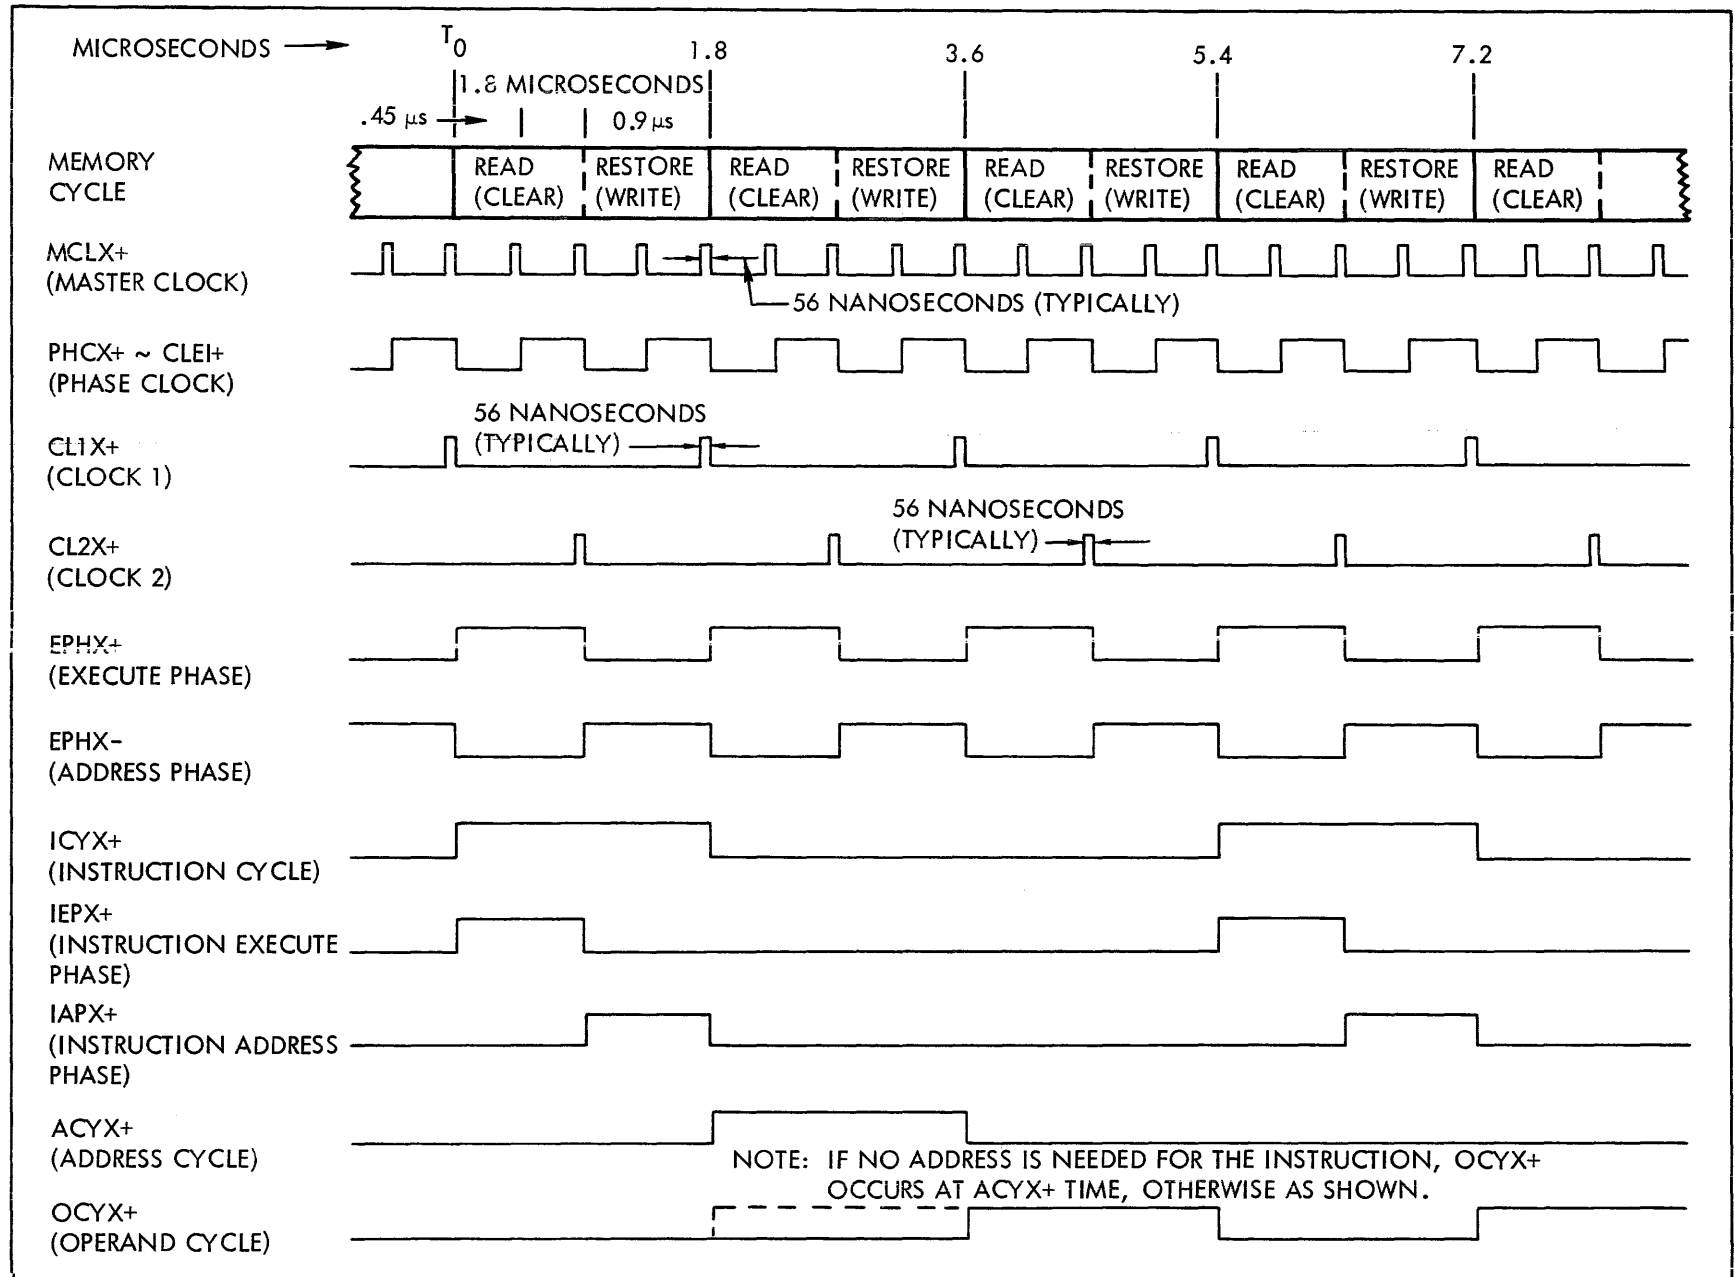 MICROSECONDS
T0
1.8
3.6
5.4
7.2
1.8 MICROSECONDS
.45 μs
0.9 μs
MEMORY
CYCLE
READ
(CLEAR)
RESTORE
(WRITE)
READ
(CLEAR)
RESTORE
(WRITE)
READ
(CLEAR)
RESTORE
(WRITE)
READ
(CLEAR)
RESTORE
(WRITE)
READ
(CLEAR)
MCLX+
(MASTER CLOCK)
56 NANOSECONDS (TYPICALLY)
PHCX+ ~ CLEI+
(PHASE CLOCK)
56 NANOSECONDS
(TYPICALLY)
CL1X+
(CLOCK 1)
56 NANOSECONDS
(TYPICALLY)
CL2X+
(CLOCK 2)
EPHX+
(EXECUTE PHASE)
EPHX-
(ADDRESS PHASE)
ICYX+
(INSTRUCTION CYCLE)
IEPX+
(INSTRUCTION EXECUTE
PHASE)
IAPX+
(INSTRUCTION ADDRESS
PHASE)
ACYX+
(ADDRESS CYCLE)
NOTE: IF NO ADDRESS IS NEEDED FOR THE INSTRUCTION, OCYX+
OCCURS AT ACYX+ TIME, OTHERWISE AS SHOWN.
OCYX+
(OPERAND CYCLE)